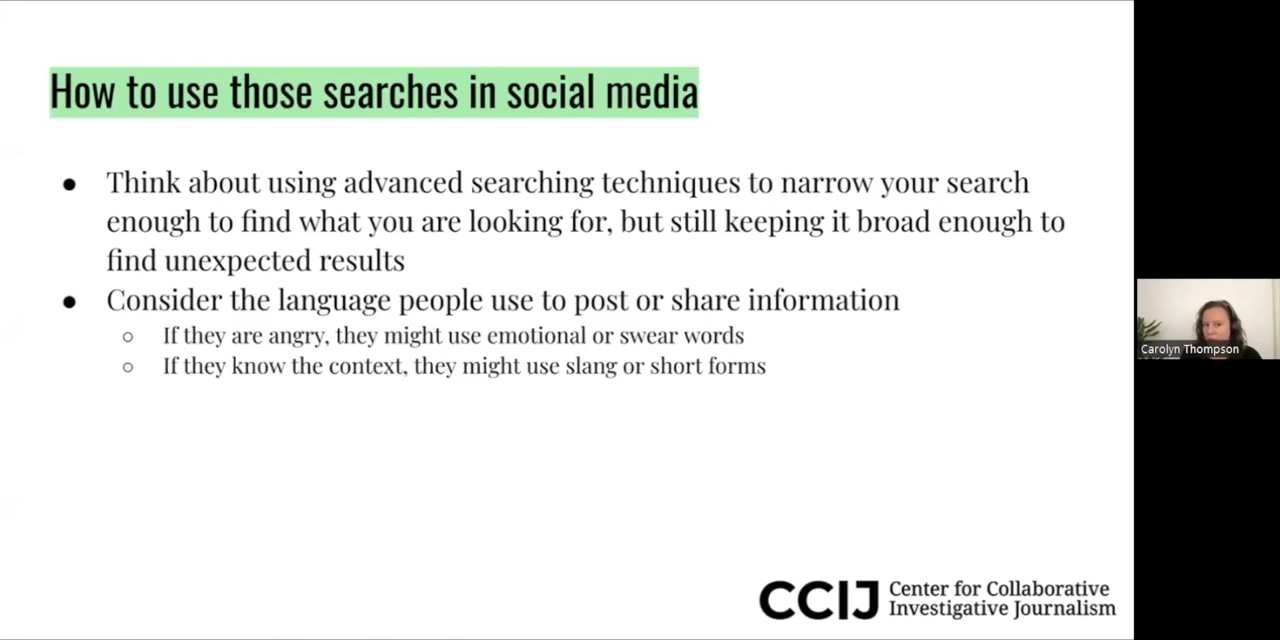 How to use those searches in social media
● Think about using advanced searching techniques to narrow your search
enough to find what you are looking for, but still keeping it broad enough to
find unexpected results
● Consider the language people use to post or share information
○ If they are angry, they might use emotional or swear words
○ If they know the context, they might use slang or short forms
Carolyn Thompson
CCIJ Center for Collaborative
Investigative Journalism